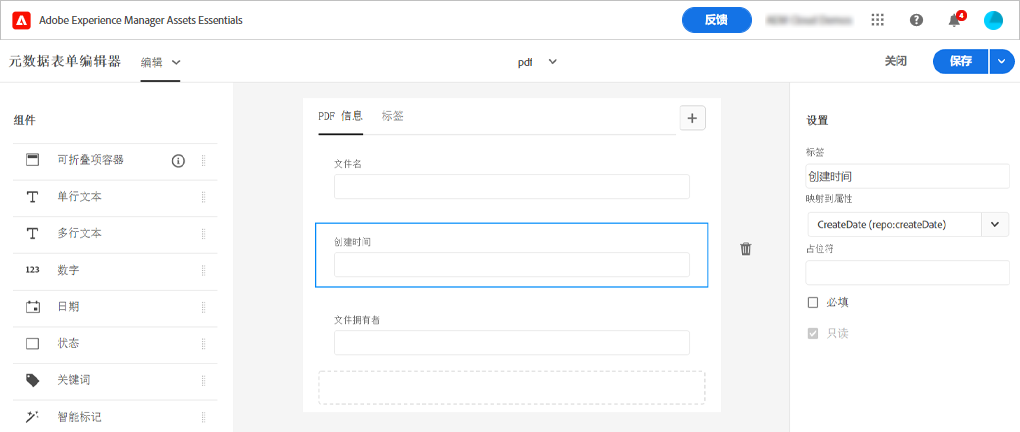 Adobe Experience Manager Assets Essentials
反馈
4
元数据表单编辑器
编辑
pdf
关闭
保存
组件
可折叠项容器
单行文本
多行文本
123 数字
日期
状态
关键词
智能标记
PDF 信息
标签
文件名
创建时间
文件拥有者
设置
标签
创建时间
映射到属性
CreateDate (repo:createDate)
占位符
必填
只读